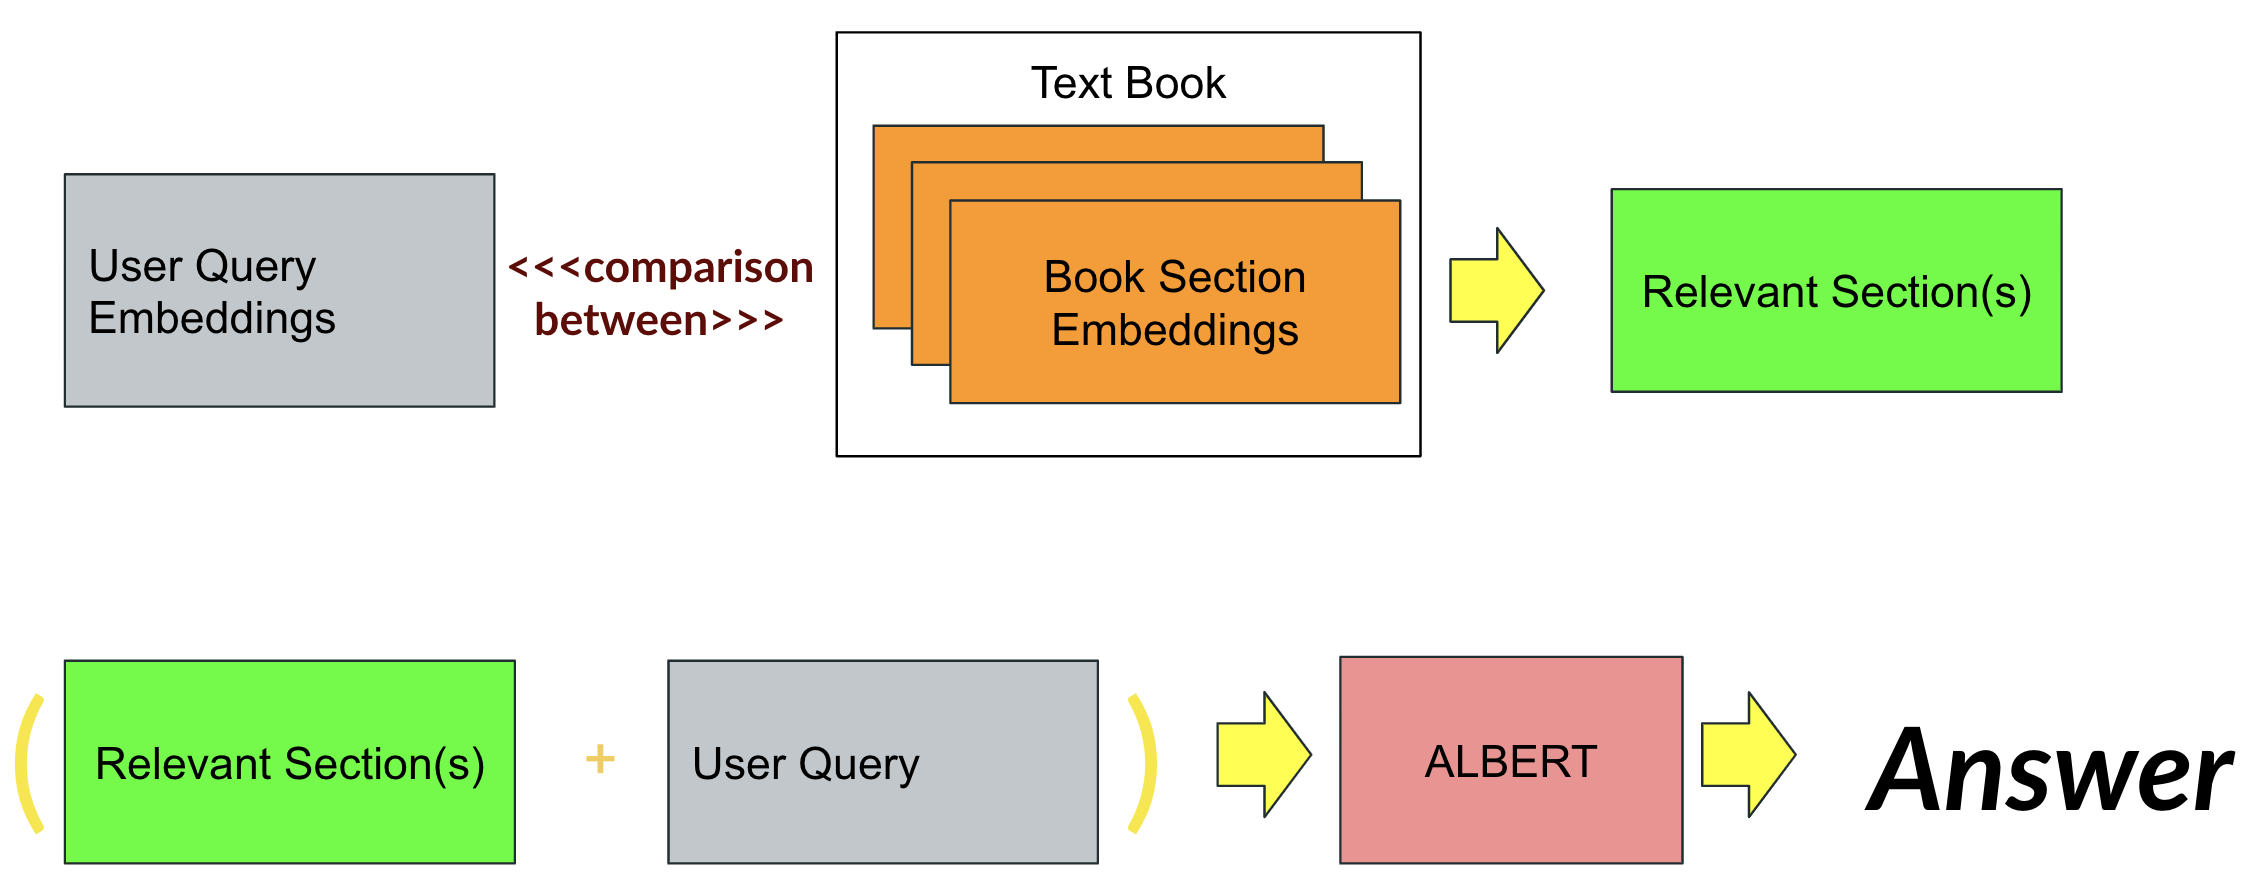 Text Book
User Query
Embeddings
<<<comparison
between>>>
Book Section
Embeddings
Relevant Section(s)
(
Relevant Section(s)
+
User Query
)
ALBERT
Answer